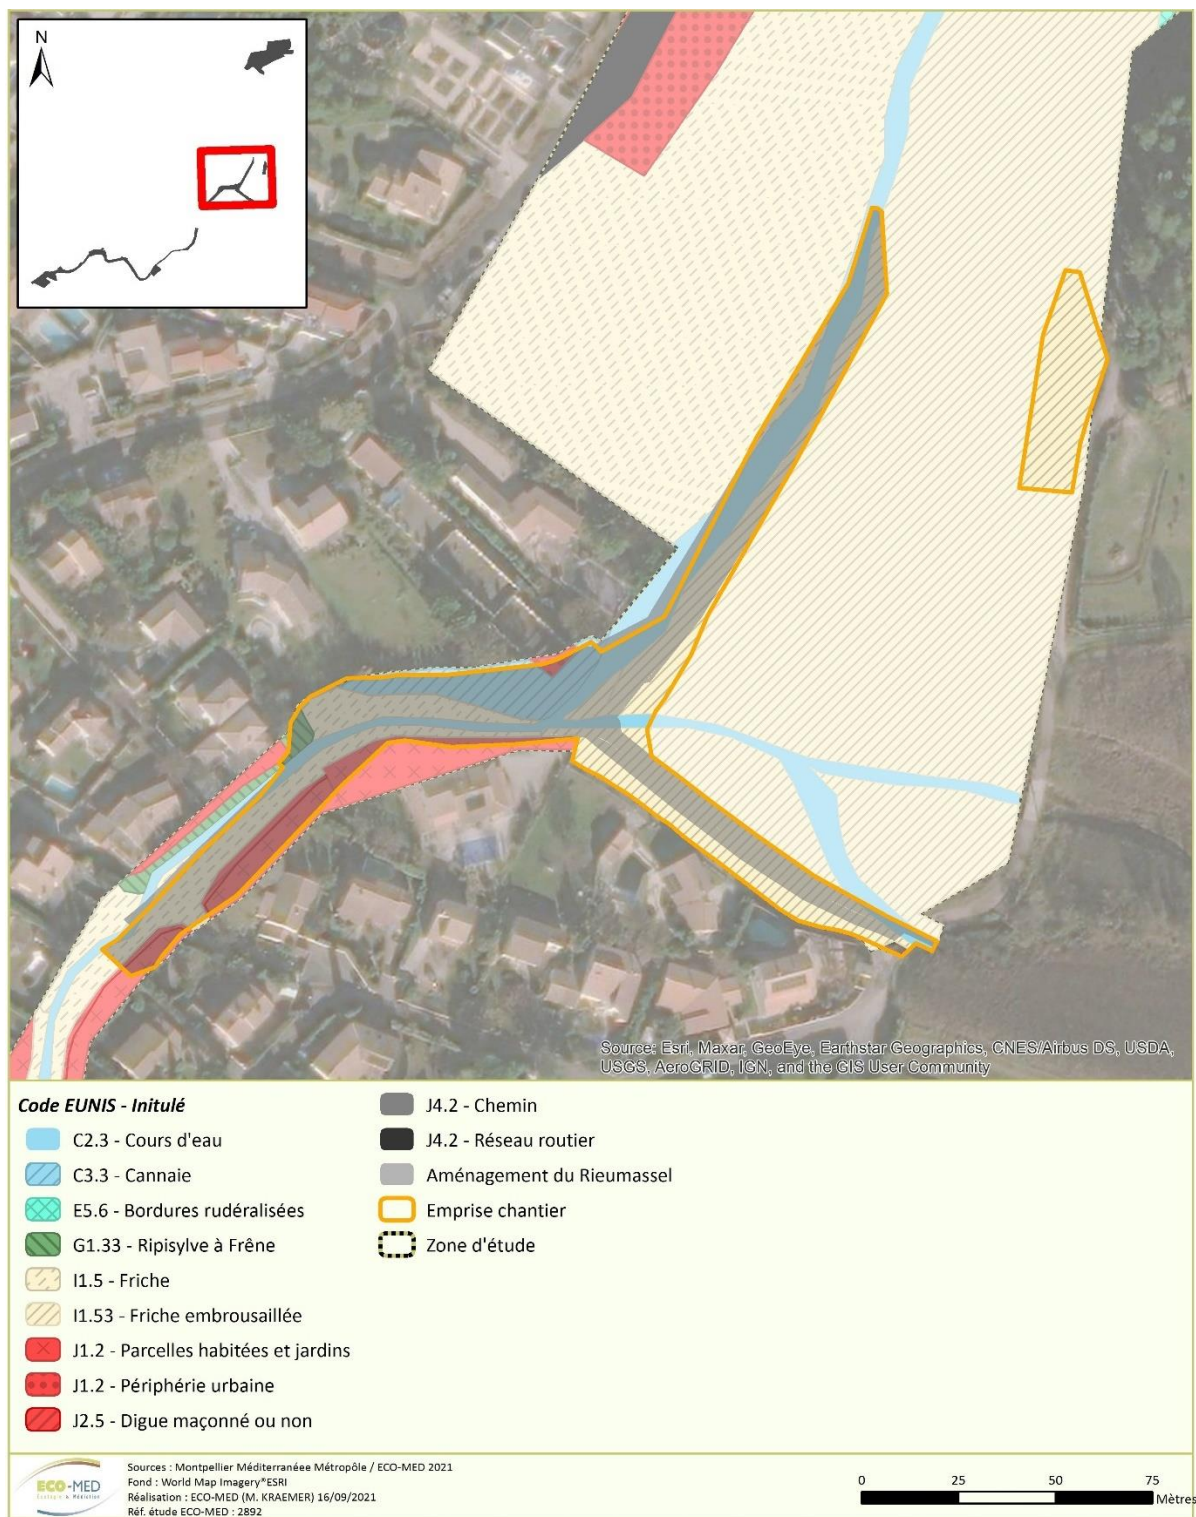 N
Source: Esri, Maxar, GeoEye, Earthstar Geographics, CNES/Airbus DS, USDA,
USGS, AeroGRID, IGN, and the GIS User Community
Code EUNIS - Initulé
C2.3 - Cours d'eau
C3.3 - Cannaie
E5.6 - Bordures rudéralisées
G1.33 - Ripisylve à Frêne
I1.5 - Friche
I1.53 - Friche embrousaillée
J1.2 - Parcelles habitées et jardins
J1.2 - Périphérie urbaine
J2.5 - Digue maçonné ou non
J4.2 - Chemin
J4.2 - Réseau routier
Aménagement du Rieumassel
Emprise chantier
Zone d'étude
ECO-MED
Écologie & Médiation
Sources : Montpellier Méditerranéee Métropôle / ECO-MED 2021
Fond : World Map Imagery®ESRI
Réalisation : ECO-MED (M. KRAEMER) 16/09/2021
Réf. étude ECO-MED : 2892
0 25 50 75
Mètres